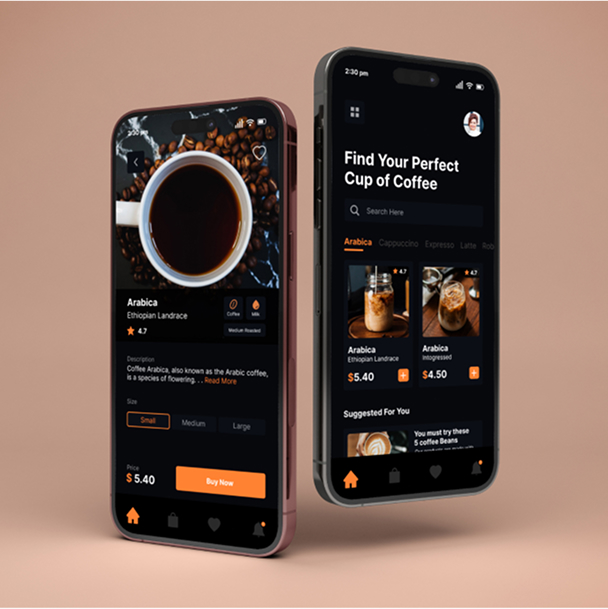 2:30 pm
Arabica
Ethiopian Landrace
Coffee
Milk
4.7
Medium Roasted
Description
Coffee Arabica, also known as the Arabic coffee,
is a species of flowering. . . Read More
Size
Small
Medium
Large
Price
$ 5.40
Buy Now
2:30 pm
Find Your Perfect
Cup of Coffee
Search Here
Arabica Cappuccino Expresso Latte Rob
4.7
4.7
Arabica
Ethiopian Landrace
$5.40
Arabica
Intogressed
$4.50
Suggested For You
You must try these
5 coffee Beans